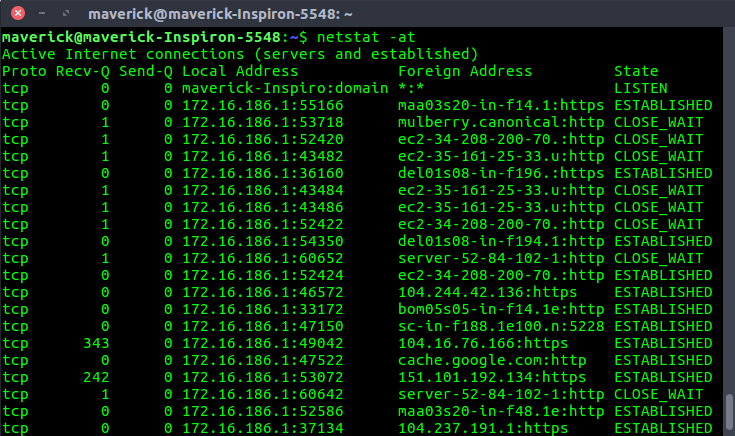 maverick@maverick-Inspiron-5548: ~
maverick@maverick-Inspiron-5548:~$ netstat -at
Active Internet connections (servers and established)
Proto Recv-Q Send-Q Local Address           Foreign Address         State
tcp        0      0 maverick-Inspiro:domain *:*                     LISTEN
tcp        0      0 172.16.186.1:55166      maa03s20-in-f14.1:https ESTABLISHED
tcp        1      0 172.16.186.1:53718      mulberry.canonical:http CLOSE_WAIT
tcp        1      0 172.16.186.1:52420      ec2-34-208-200-70.:http CLOSE_WAIT
tcp        1      0 172.16.186.1:43482      ec2-35-161-25-33.u:http CLOSE_WAIT
tcp        0      0 172.16.186.1:36160      del01s08-in-f196.:https ESTABLISHED
tcp        1      0 172.16.186.1:43484      ec2-35-161-25-33.u:http CLOSE_WAIT
tcp        1      0 172.16.186.1:43486      ec2-35-161-25-33.u:http CLOSE_WAIT
tcp        1      0 172.16.186.1:52422      ec2-34-208-200-70.:http CLOSE_WAIT
tcp        0      0 172.16.186.1:54350      del01s08-in-f194.1:http ESTABLISHED
tcp        1      0 172.16.186.1:60652      server-52-84-102-1:http CLOSE_WAIT
tcp        0      0 172.16.186.1:52424      ec2-34-208-200-70.:http ESTABLISHED
tcp        0      0 172.16.186.1:46572      104.244.42.136:https    ESTABLISHED
tcp        0      0 172.16.186.1:33172      bom05s05-in-f14.1e:http ESTABLISHED
tcp        0      0 172.16.186.1:47150      sc-in-f188.1e100.n:5228 ESTABLISHED
tcp      343      0 172.16.186.1:49042      104.16.76.166:https     ESTABLISHED
tcp        0      0 172.16.186.1:47522      cache.google.com:http   ESTABLISHED
tcp      242      0 172.16.186.1:53072      151.101.192.134:https   ESTABLISHED
tcp        1      0 172.16.186.1:60642      server-52-84-102-1:http CLOSE_WAIT
tcp        0      0 172.16.186.1:52586      maa03s20-in-f48.1e:http ESTABLISHED
tcp        0      0 172.16.186.1:37134      104.237.191.1:https     ESTABLISHED